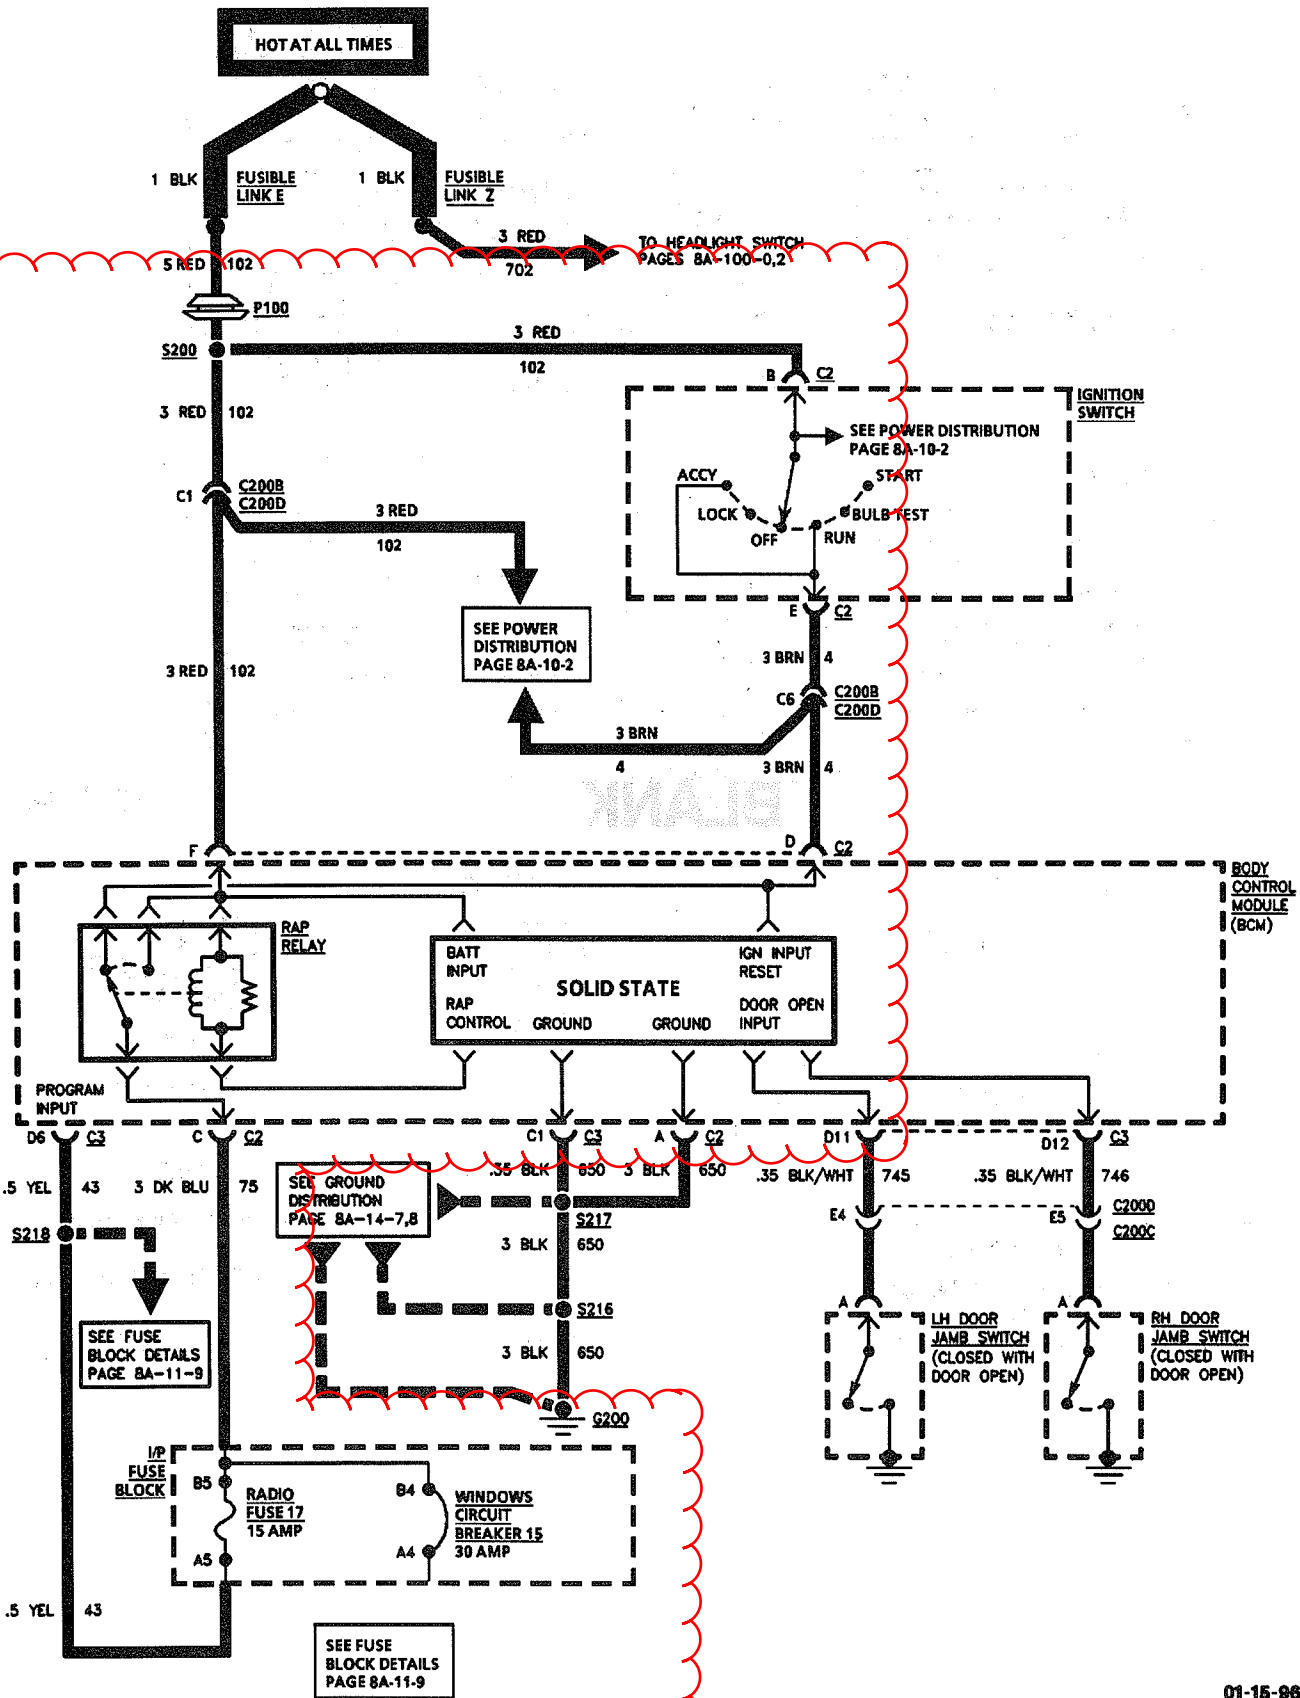 HOT AT ALL TIMES
1 BLK
FUSIBLE
LINK E
1 BLK
FUSIBLE
LINK Z
3 RED
702
TO HEADLIGHT SWITCH
PAGES 8A-100-0,2
5 RED
102
P100
S200
3 RED
102
B
C2
IGNITION
SWITCH
3 RED
102
SEE POWER DISTRIBUTION
PAGE 8A-10-2
ACCY
START
LOCK
BULB TEST
OFF
RUN
C1
C200B
C200D
3 RED
102
E
C2
SEE POWER
DISTRIBUTION
PAGE 8A-10-2
3 BRN
4
3 RED
102
C6
C200B
C200D
3 BRN
4
3 BRN
4
BLANK
F
D
C2
BODY
CONTROL
MODULE
(BCM)
RAP
RELAY
BATT
INPUT
IGN INPUT
RESET
SOLID STATE
RAP
CONTROL
GROUND
GROUND
DOOR OPEN
INPUT
PROGRAM
INPUT
D6
C3
C
C2
C1
C3
A
C2
D11
D12
C3
.5 YEL
43
3 DK BLU
75
SEE GROUND
DISTRIBUTION
PAGE 8A-14-7,8
.35 BLK
650
3 BLK
650
.35 BLK/WHT
745
.35 BLK/WHT
746
S217
E4
E5
C200D
C200C
S218
3 BLK
650
S216
A
A
LH DOOR
JAMB SWITCH
(CLOSED WITH
DOOR OPEN)
RH DOOR
JAMB SWITCH
(CLOSED WITH
DOOR OPEN)
SEE FUSE
BLOCK DETAILS
PAGE 8A-11-9
3 BLK
650
G200
I/P
FUSE
BLOCK
B5
RADIO
FUSE 17
15 AMP
A5
B4
WINDOWS
CIRCUIT
BREAKER 15
30 AMP
A4
.5 YEL
43
SEE FUSE
BLOCK DETAILS
PAGE 8A-11-9
01-15-96